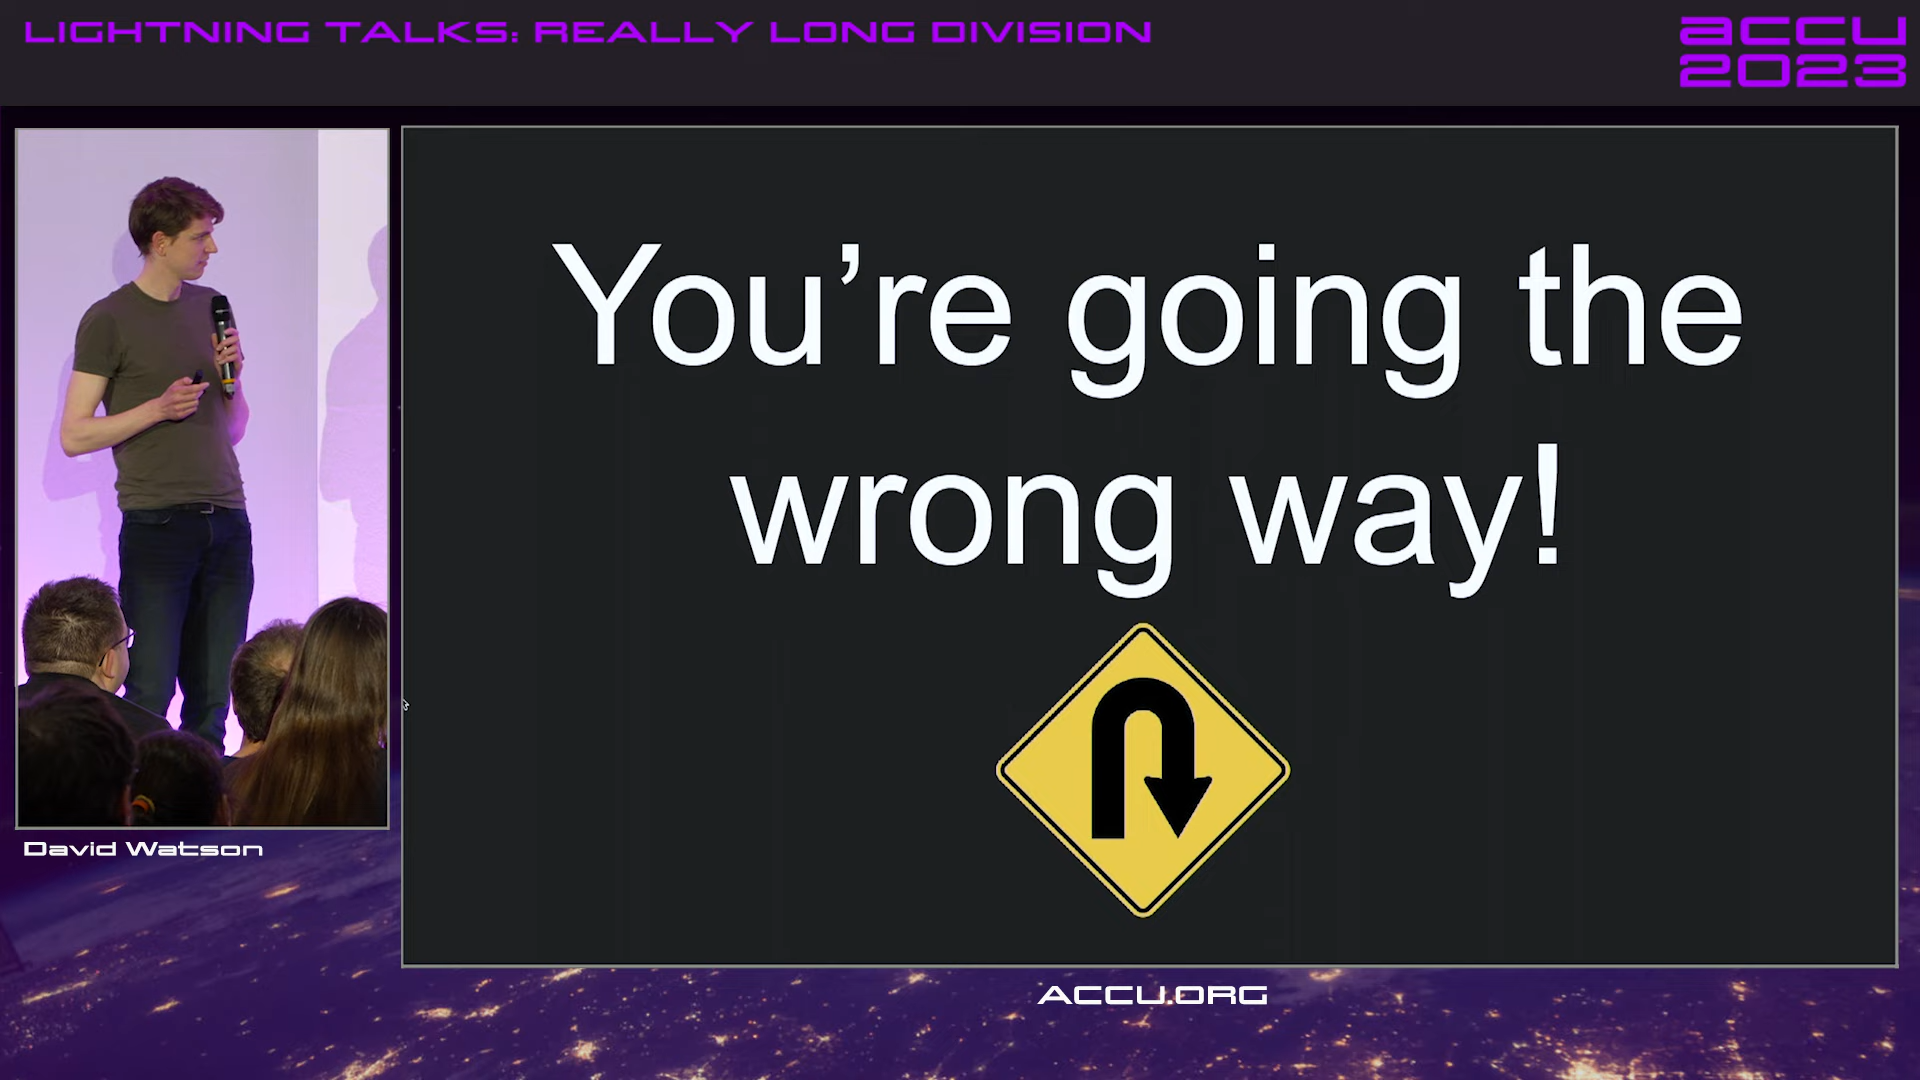 LIGHTNING TALKS: REALLY LONG DIVISION
accu
2023
You're going the
wrong way!
David Watson
ACCU.ORG